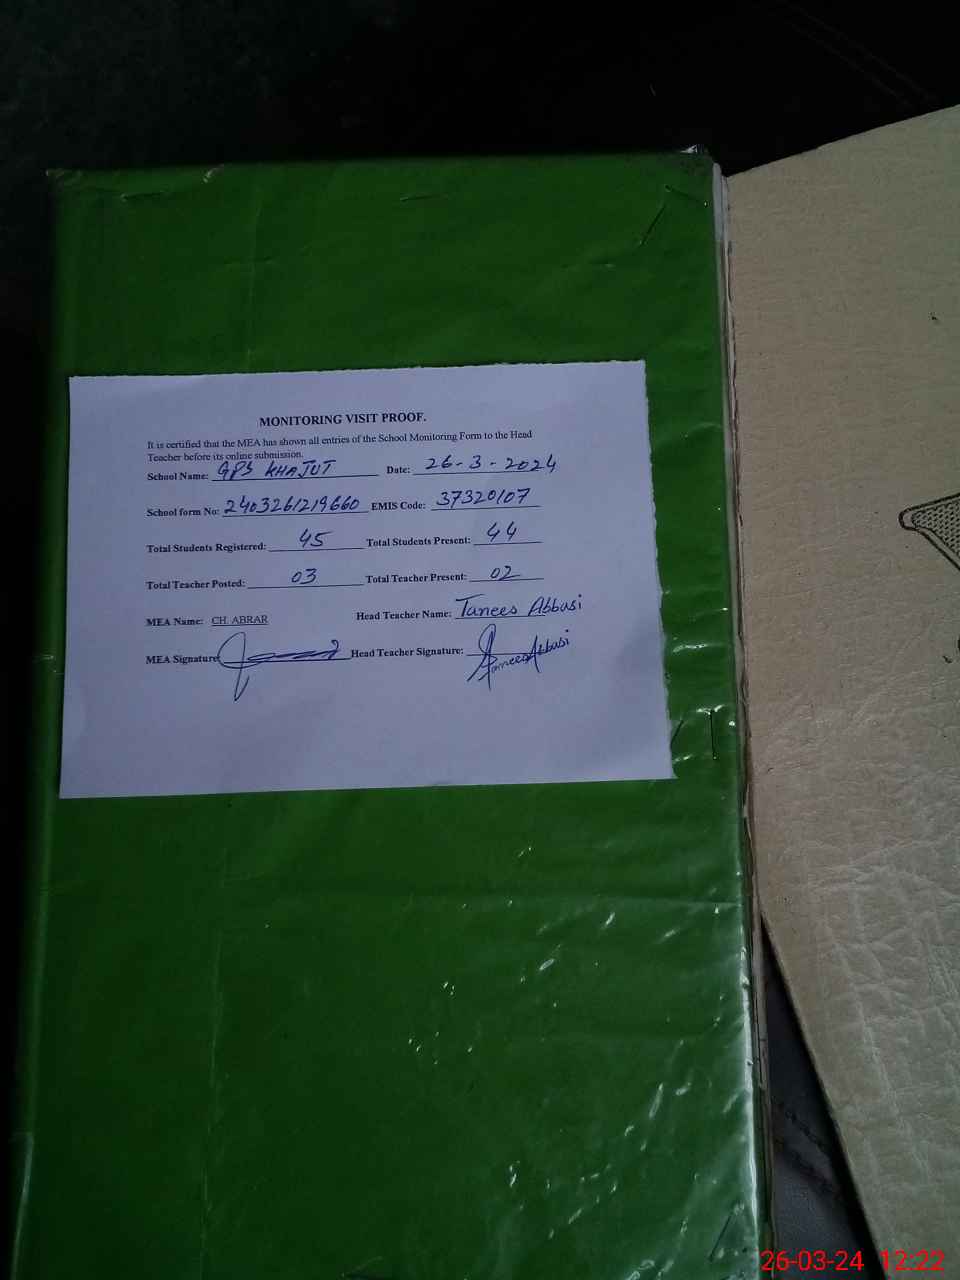 MONITORING VISIT PROOF.
It is certified that the MEA has shown all entries of the School Monitoring Form to the Head
Teacher before its online submission.
School Name: GPS KHAJUT Date: 26-3-2024
School form No: 2403261219660 EMIS Code: 37320107
Total Students Registered: 45 Total Students Present: 44
Total Teacher Posted: 03 Total Teacher Present: 02
MEA Name: CH. ABRAR Head Teacher Name: Tanees Abbasi
MEA Signature Head Teacher Signature: Tanees Abbasi
26-03-24 12:22